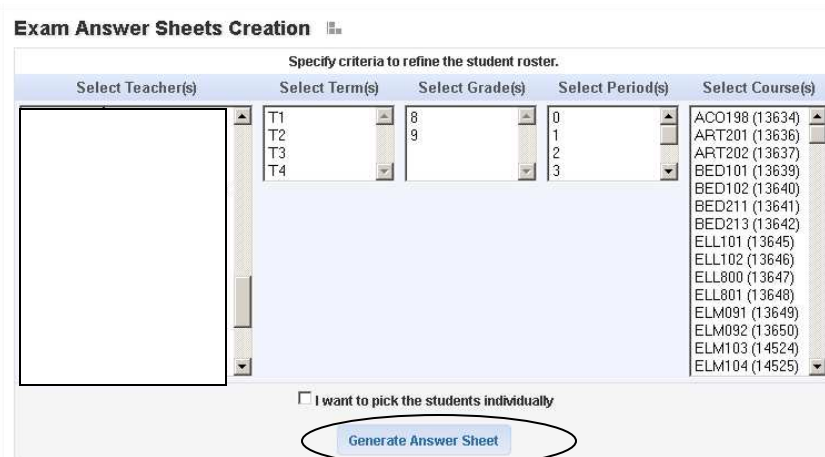 Exam Answer Sheets Creation
Specify criteria to refine the student roster.
Select Teacher(s) Select Term(s) Select Grade(s) Select Period(s) Select Course(s)
T1
T2
T3
T4
8
9
0
1
2
3
ACO198 (13634)
ART201 (13636)
ART202 (13637)
BED101 (13639)
BED102 (13640)
BED211 (13641)
BED213 (13642)
ELL101 (13645)
ELL102 (13646)
ELL800 (13647)
ELL801 (13648)
ELM091 (13649)
ELM092 (13650)
ELM103 (14524)
ELM104 (14525)
I want to pick the students individually
Generate Answer Sheet